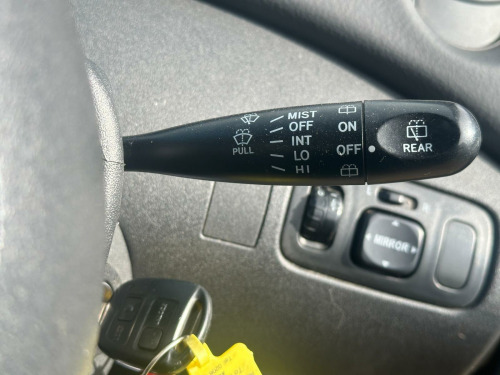 MIST
OFF
INT
LO
HI
PULL
ON
OFF
REAR
MIRROR